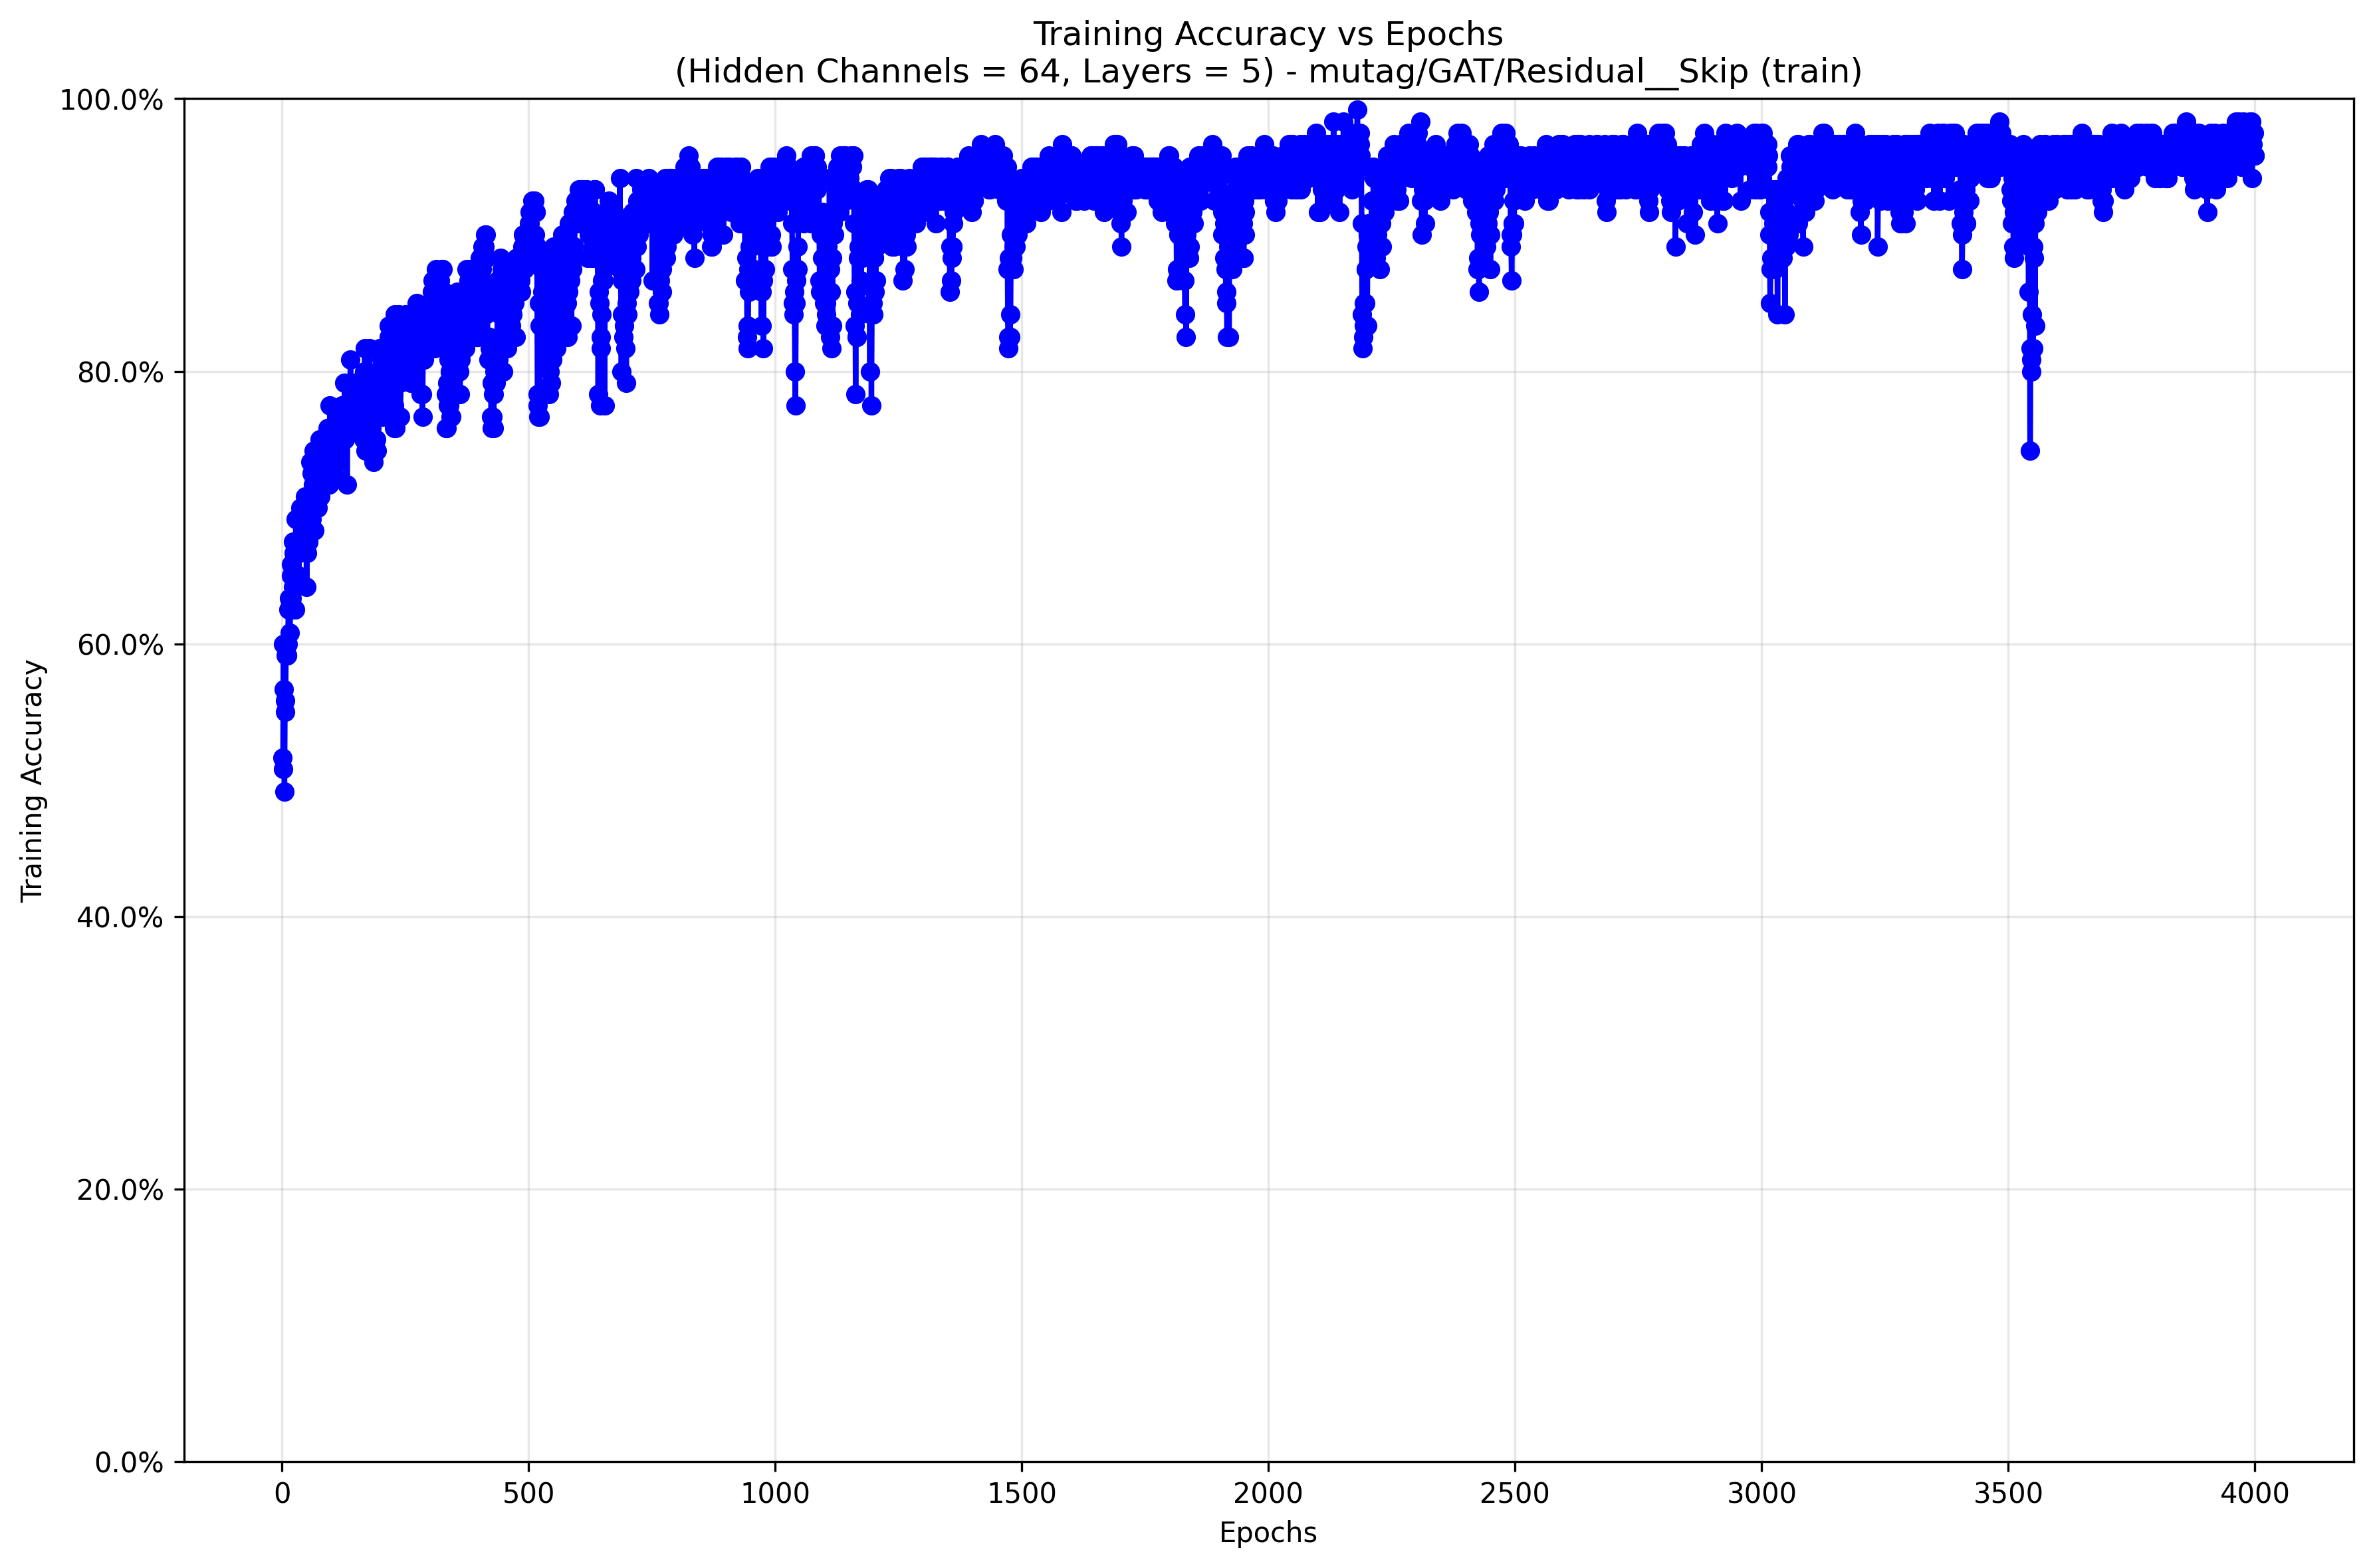 Training Accuracy vs Epochs
(Hidden Channels = 64, Layers = 5) - mutag/GAT/Residual__Skip (train)
100.0%
80.0%
60.0%
40.0%
20.0%
0.0%
Training Accuracy
0 500 1000 1500 2000 2500 3000 3500 4000
Epochs